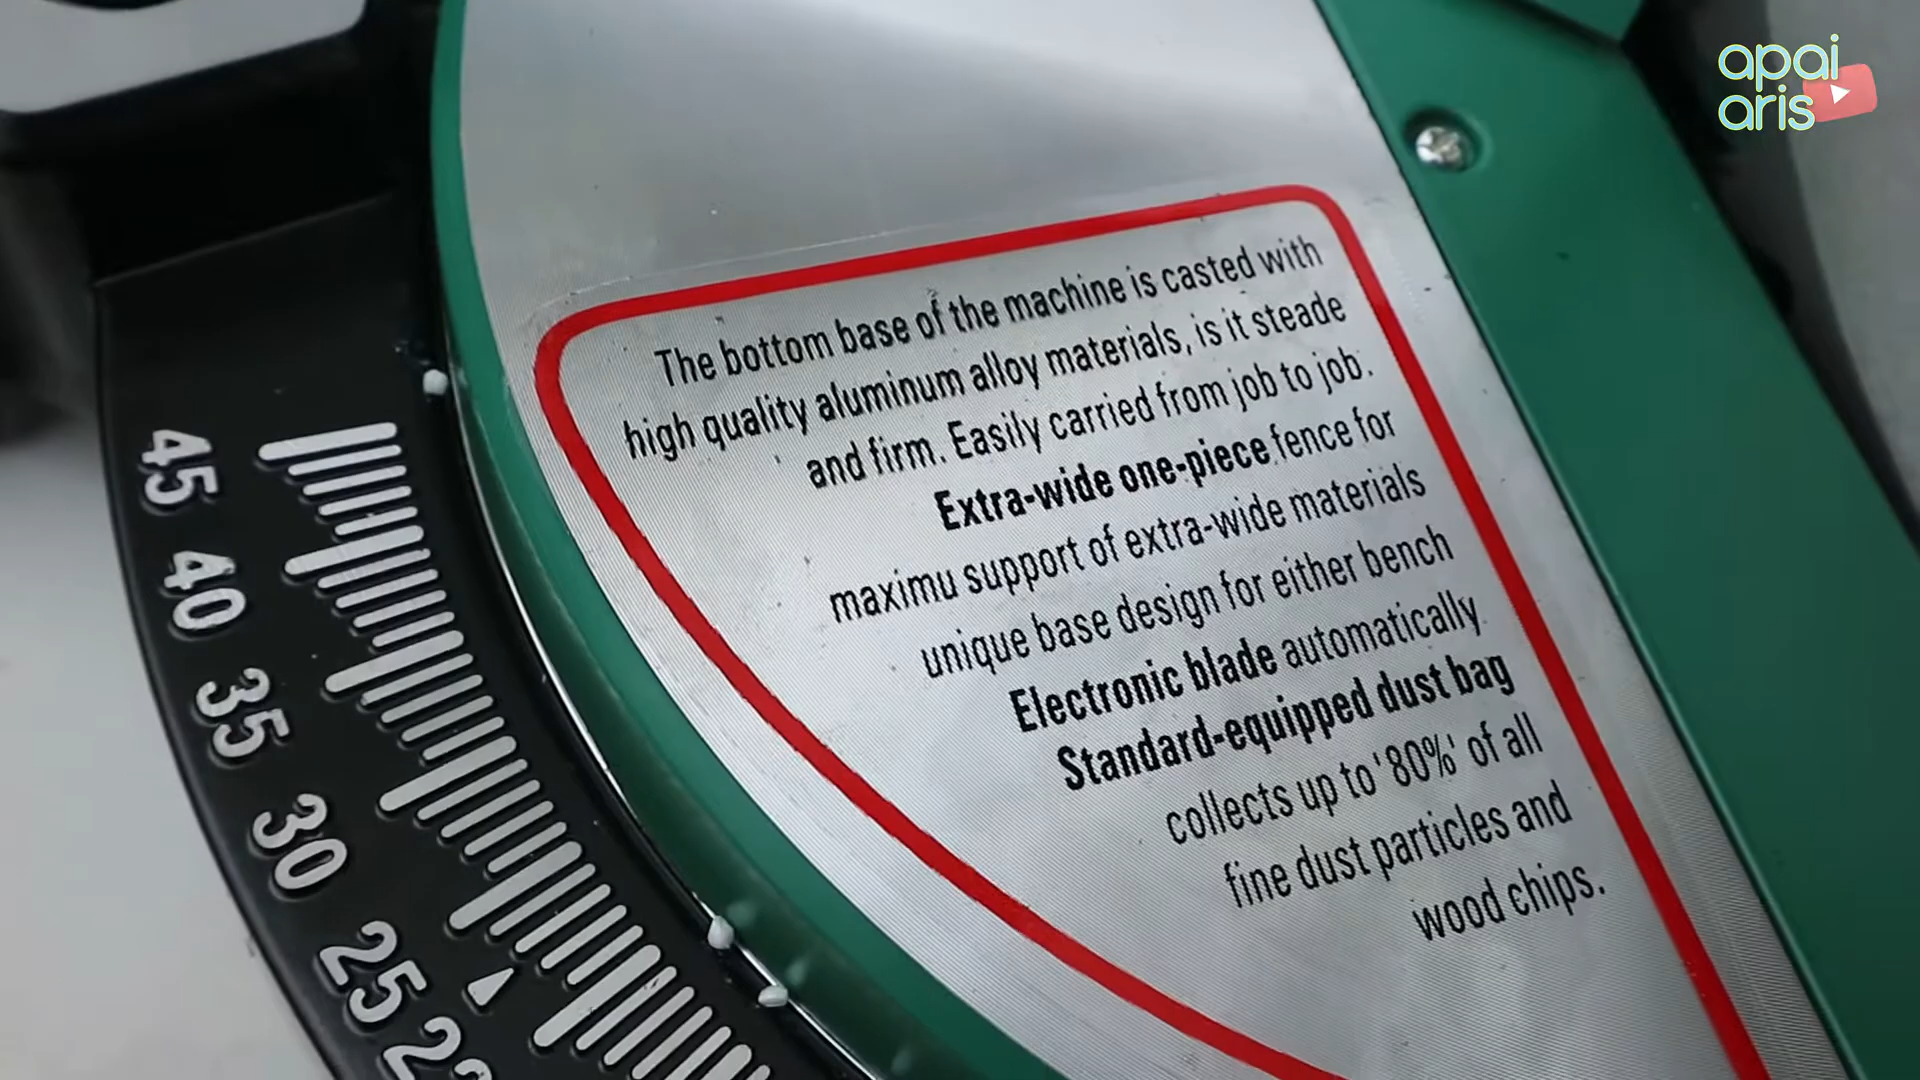 apai
aris
The bottom base of the machine is casted with
high quality aluminum alloy materials, is it steade
and firm. Easily carried from job to job.
Extra-wide one-piece fence for
maximu support of extra-wide materials
unique base design for either bench
Electronic blade automatically
Standard-equipped dust bag
collects up to '80%' of all
fine dust particles and
wood chips.
45
40
35
30
25